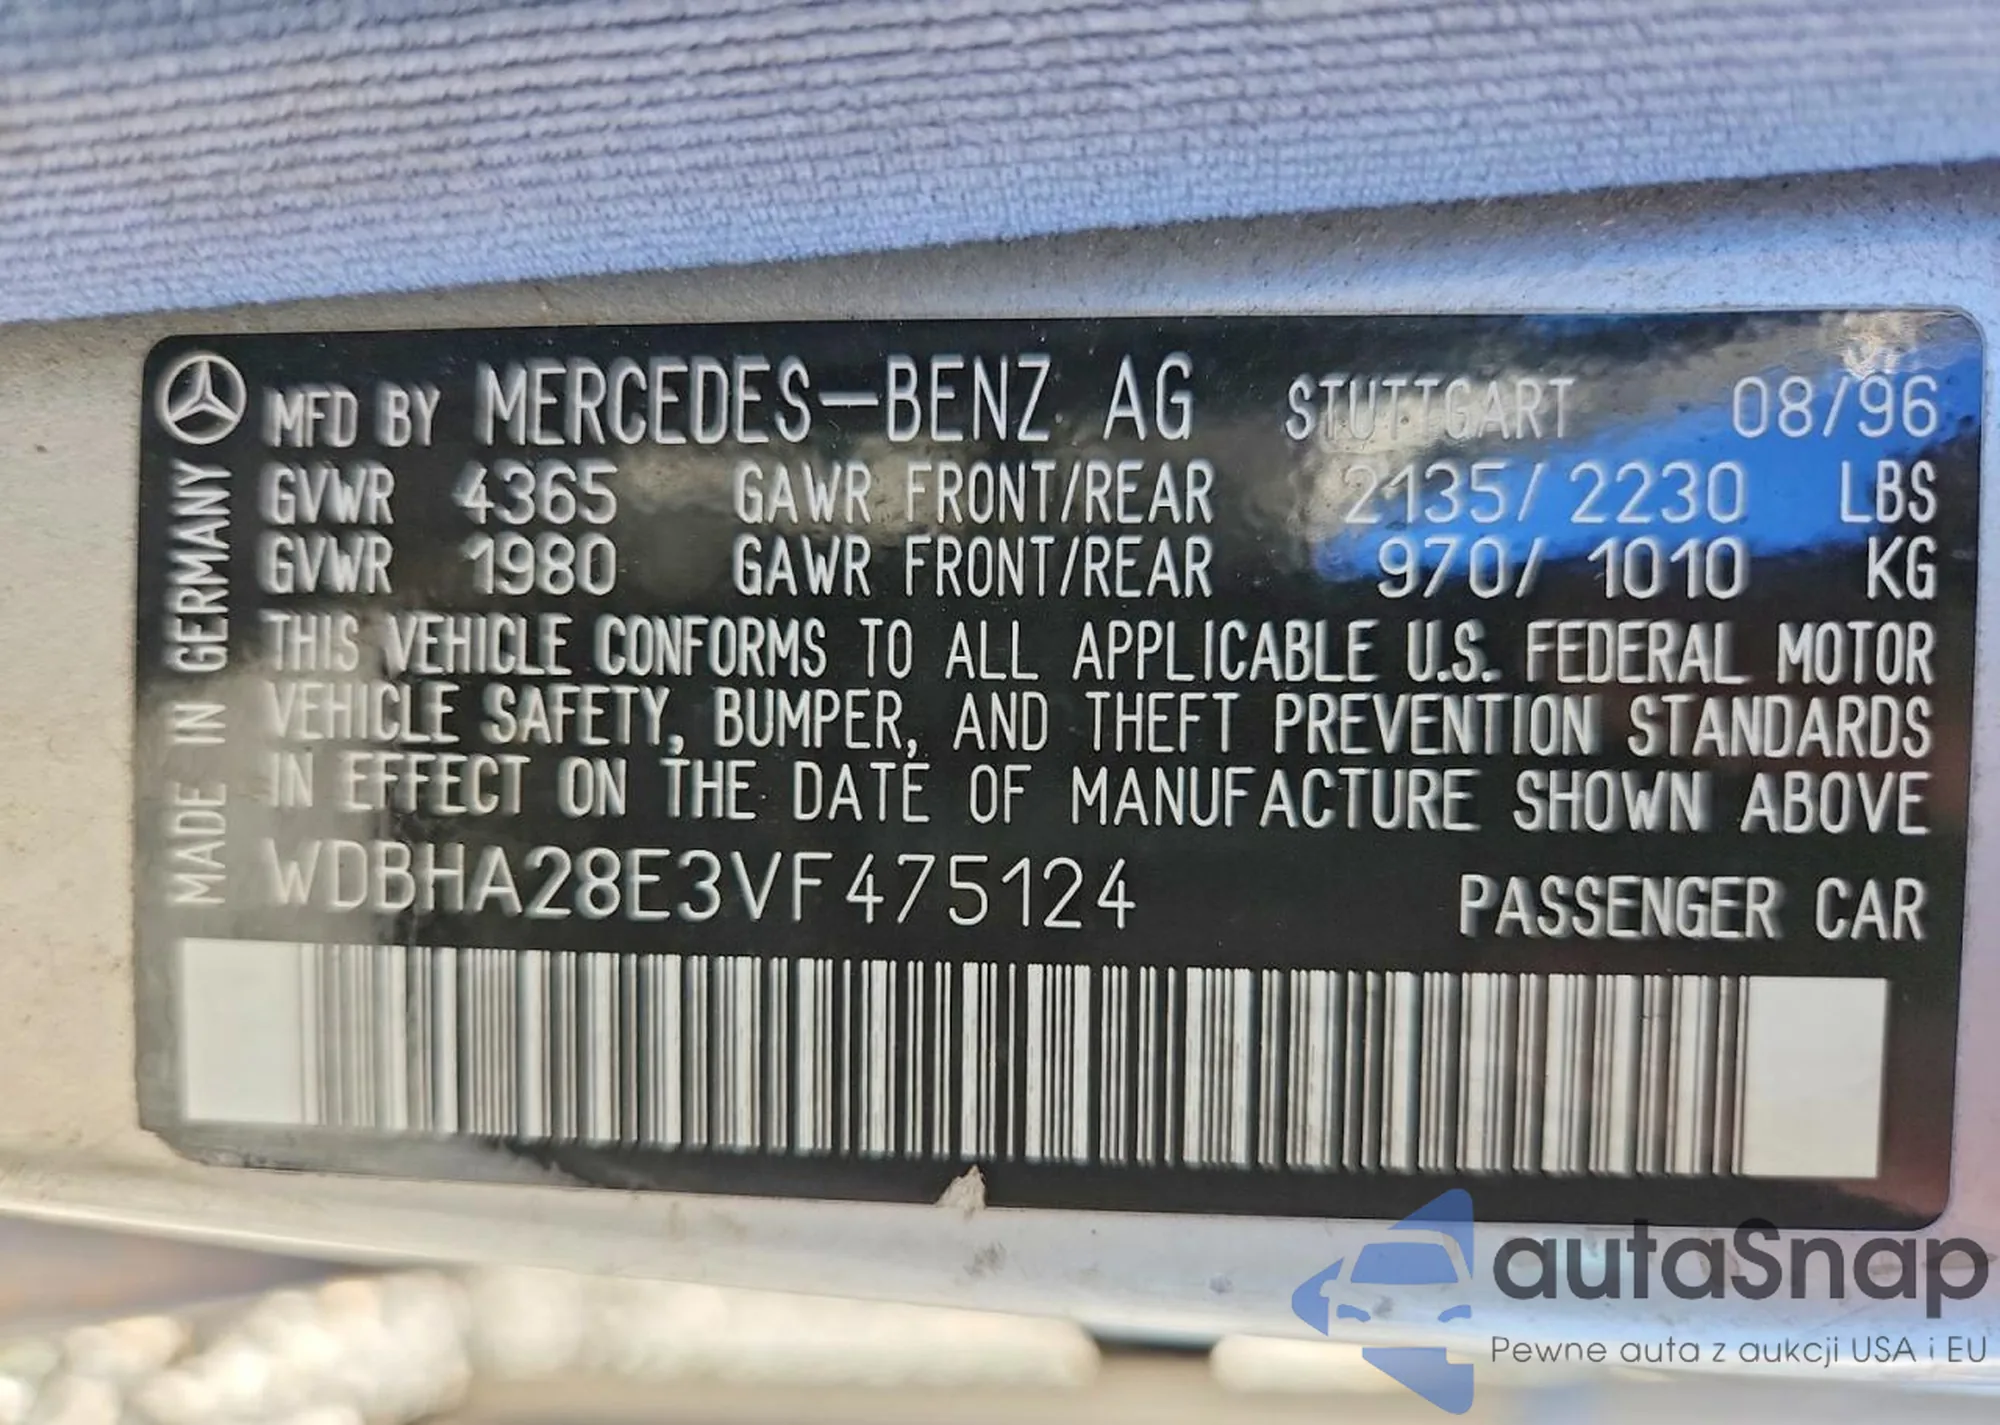 MFD BY MERCEDES-BENZ AG STUTTGART 08/96
GVWR 4365 GAWR FRONT/REAR 2135/2230 LBS
GVWR 1980 GAWR FRONT/REAR 970/1010 KG
THIS VEHICLE CONFORMS TO ALL APPLICABLE U.S. FEDERAL MOTOR
VEHICLE SAFETY, BUMPER, AND THEFT PREVENTION STANDARDS
IN EFFECT ON THE DATE OF MANUFACTURE SHOWN ABOVE
WDBHA28E3VF475124 PASSENGER CAR
MADE IN GERMANY
autaSnap
Pewne auta z aukcji USA i EU